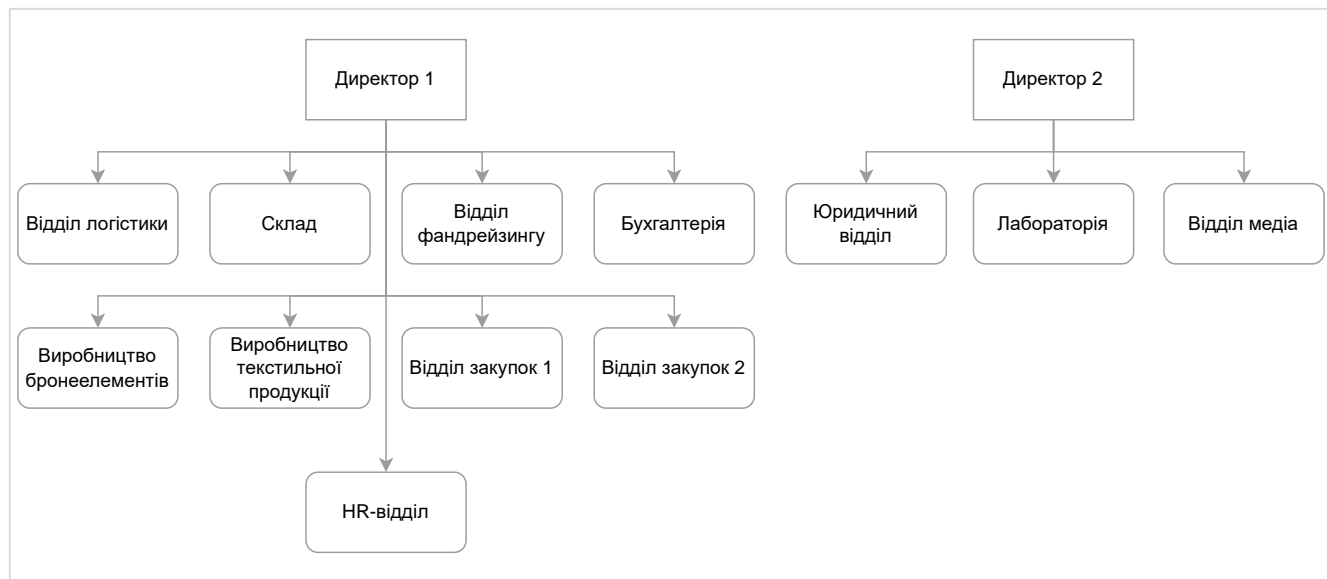 Директор 1
Директор 2
Відділ логістики
Склад
Відділ
фандрейзингу
Бухгалтерія
Юридичний
відділ
Лабораторія
Відділ медіа
Виробництво
бронеелементів
Виробництво
текстильної
продукції
Відділ закупок 1
Відділ закупок 2
HR-відділ